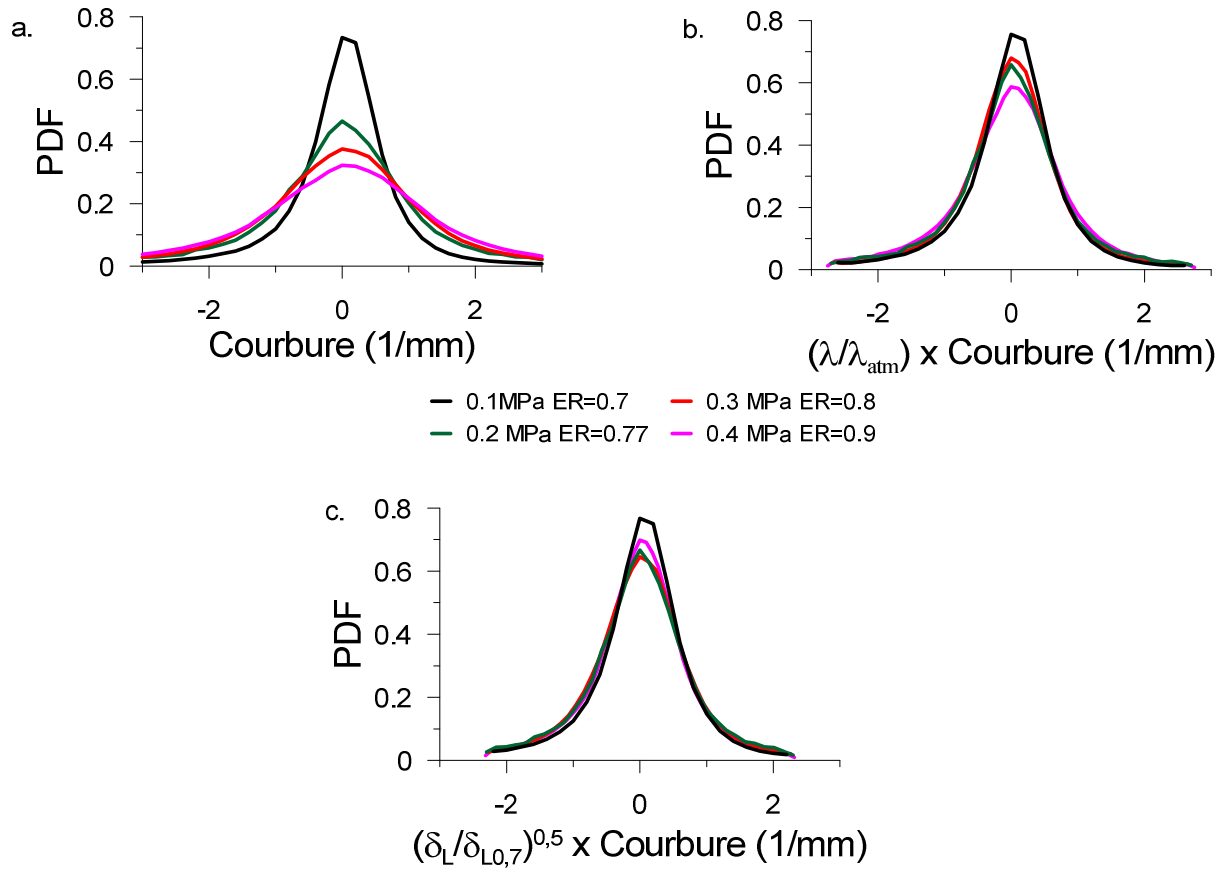 a.
PDF
0.8
0.6
0.4
0.2
0
-2
0
2
Courbure (1/mm)
b.
PDF
0.8
0.6
0.4
0.2
0
-2
0
2
(λ/λatm) x Courbure (1/mm)
0.1MPa ER=0.7
0.3 MPa ER=0.8
0.2 MPa ER=0.77
0.4 MPa ER=0.9
c.
PDF
0.8
0.6
0.4
0.2
0
-2
0
2
(δL/δL0,7)0,5 x Courbure (1/mm)